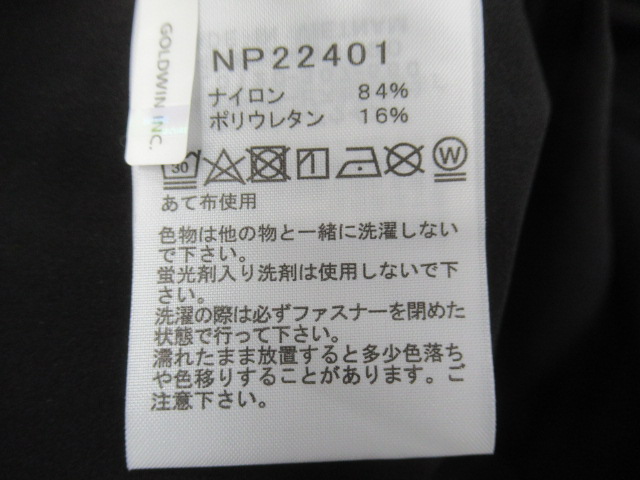 GOLDWIN INC.
NP22401
ナイロン 84%
ポリウレタン 16%
30
W
あて布使用
色物は他の物と一緒に洗濯しない
で下さい。
蛍光剤入り洗剤は使用しないで下
さい。
洗濯の際は必ずファスナーを閉めた
状態で行って下さい。
濡れたまま放置すると多少色落ち
や色移りすることがあります。ご
注意下さい。